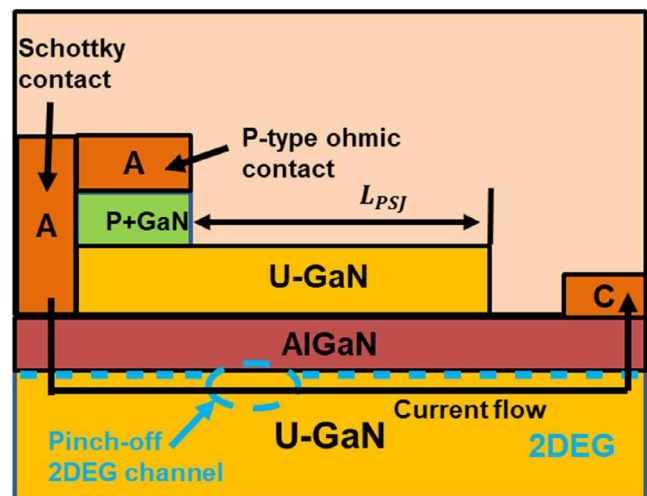 Schottky
contact
P-type ohmic
contact
A
A
P+GaN
L_PSJ
U-GaN
C
AlGaN
Current flow
Pinch-off
2DEG channel
U-GaN
2DEG